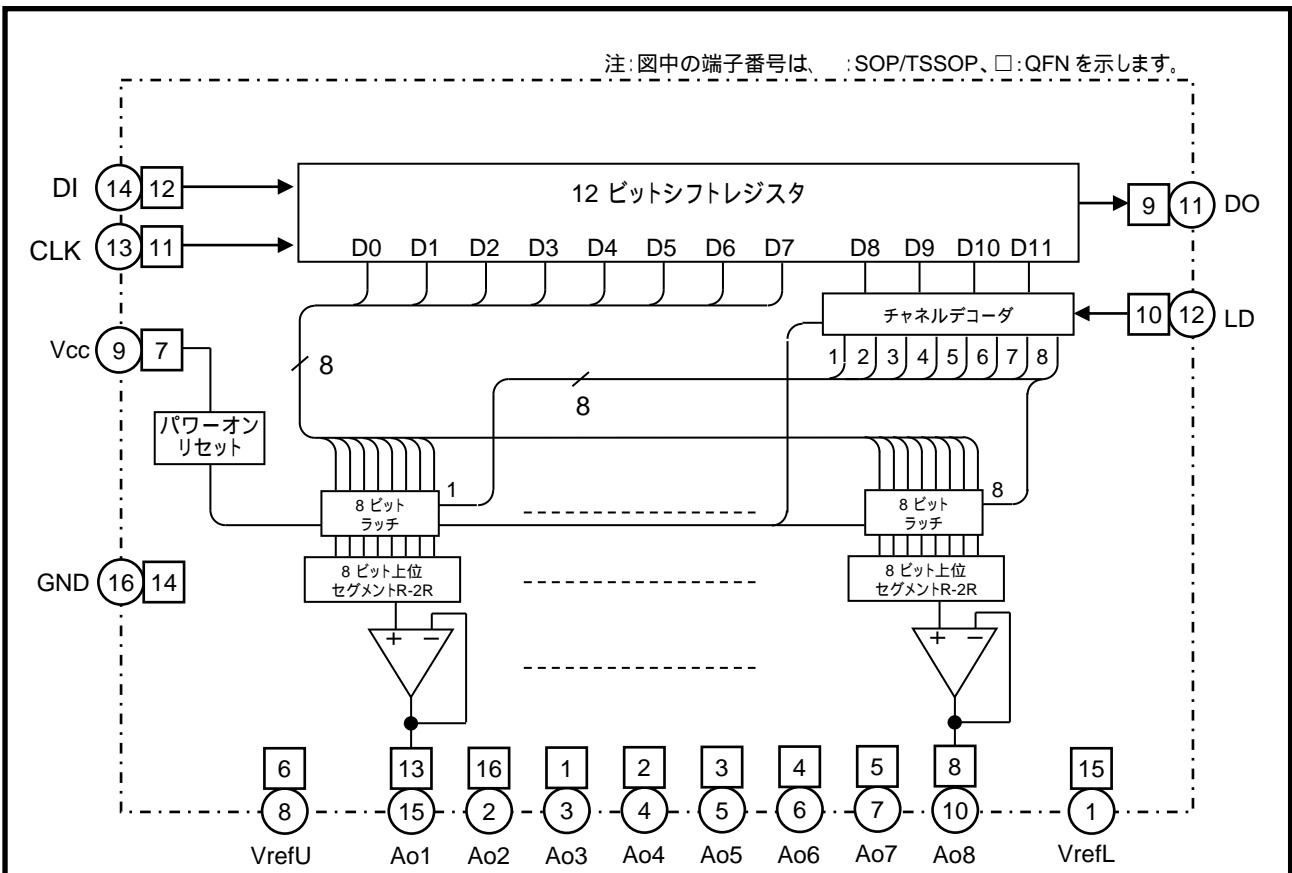 注:図中の端子番号は、 :SOP/TSSOP、□:QFN を示します。
DI 14 12
12 ビットシフトレジスタ
9 11 DO
CLK 13 11
D0 D1 D2 D3 D4 D5 D6 D7 D8 D9 D10 D11
チャネルデコーダ
10 12 LD
Vcc 9 7
8
1 2 3 4 5 6 7 8
8
パワーオン
リセット
1
8
8 ビット
ラッチ
8 ビット
ラッチ
GND 16 14
8 ビット上位
セグメントR-2R
8 ビット上位
セグメントR-2R
+ −
+ −
6 13 16 1 2 3 4 5 8 15
8 15 2 3 4 5 6 7 10 1
VrefU Ao1 Ao2 Ao3 Ao4 Ao5 Ao6 Ao7 Ao8 VrefL